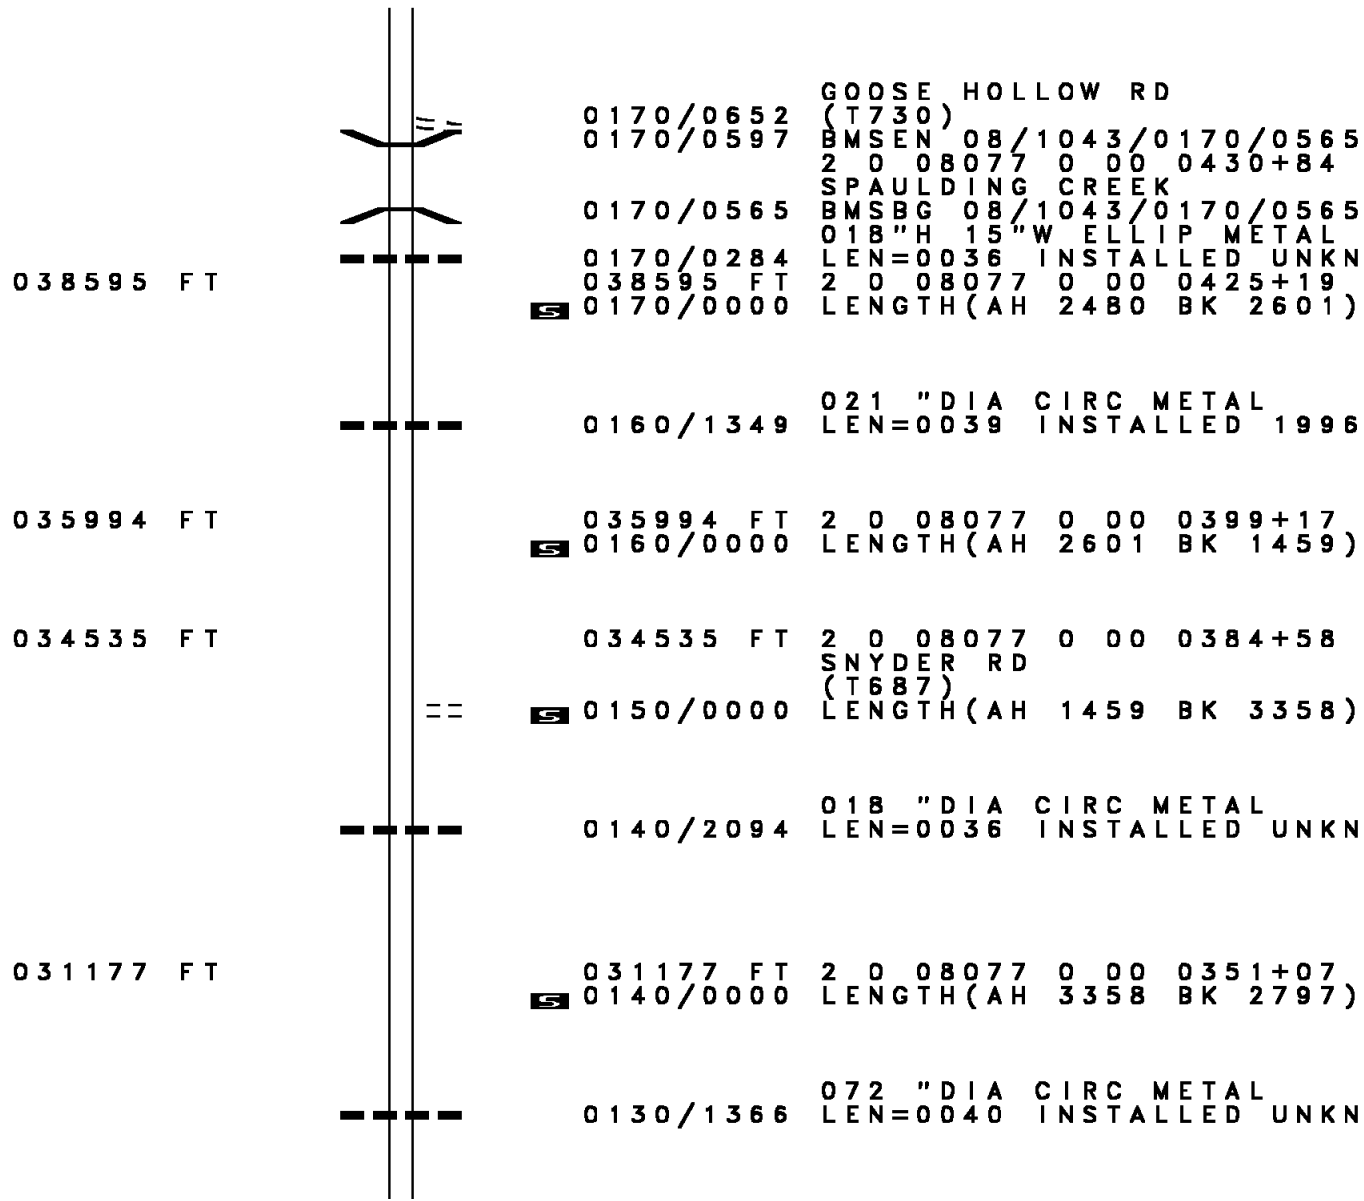 GOOSE HOLLOW RD
0170/0652 (T730)
0170/0597 BMSEN 08/1043/0170/0565
2 0 08077 0 00 0430+84
SPAULDING CREEK
0170/0565 BMSBG 08/1043/0170/0565
018"H 15"W ELLIP METAL
0170/0284 LEN=0036 INSTALLED UNKN
038595 FT 038595 FT 2 0 08077 0 00 0425+19
S 0170/0000 LENGTH(AH 2480 BK 2601)
021 "DIA CIRC METAL
0160/1349 LEN=0039 INSTALLED 1996
035994 FT 035994 FT 2 0 08077 0 00 0399+17
S 0160/0000 LENGTH(AH 2601 BK 1459)
034535 FT 034535 FT 2 0 08077 0 00 0384+58
SNYDER RD
(T687)
S 0150/0000 LENGTH(AH 1459 BK 3358)
018 "DIA CIRC METAL
0140/2094 LEN=0036 INSTALLED UNKN
031177 FT 031177 FT 2 0 08077 0 00 0351+07
S 0140/0000 LENGTH(AH 3358 BK 2797)
072 "DIA CIRC METAL
0130/1366 LEN=0040 INSTALLED UNKN